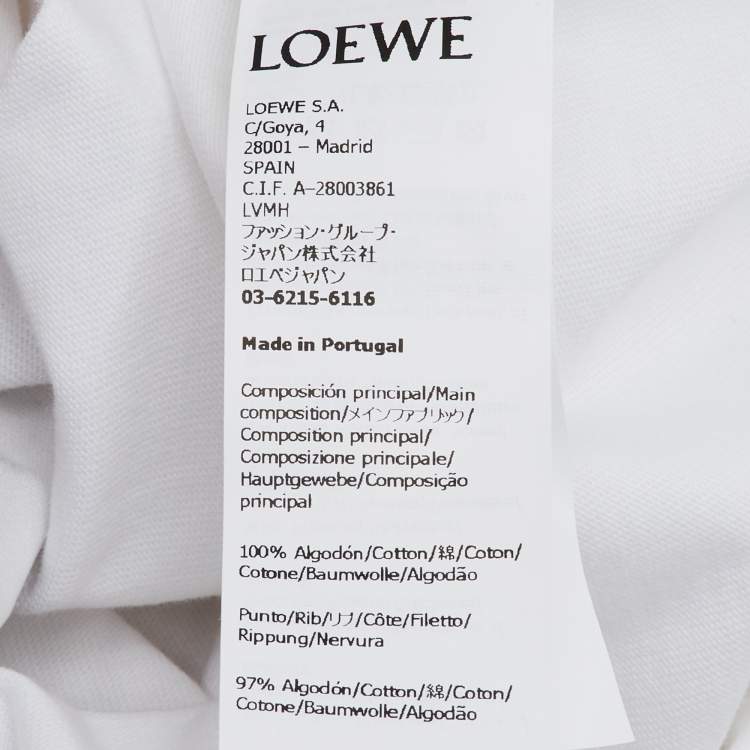 LOEWE
LOEWE S.A.
C/Goya, 4
28001 – Madrid
SPAIN
C.I.F. A–28003861
LVMH
ファッション・グループ-
ジャパン株式会社
ロエベジャパン
03–6215–6116
Made in Portugal
Composición principal/Main
composition/メインファブリック/
Composition principal/
Composizione principale/
Hauptgewebe/Composição
principal
100% Algodón/Cotton/綿/Coton/
Cotone/Baumwolle/Algodão
Punto/Rib/リブ/Côte/Filetto/
Rippung/Nervura
97% Algodón/Cotton/綿/Coton/
Cotone/Baumwolle/Algodão